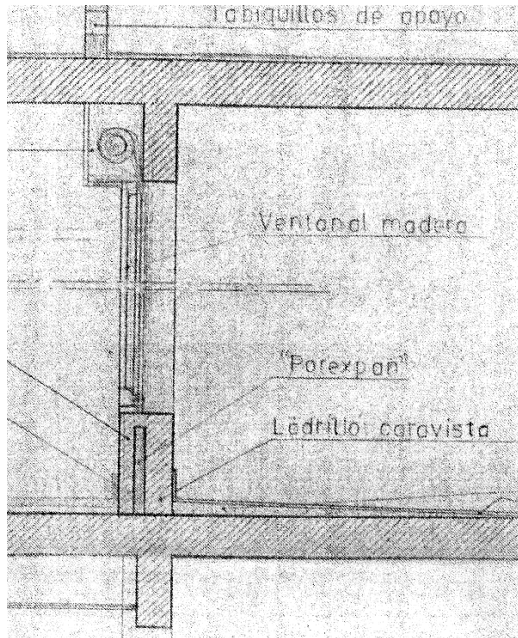 Tabiquillos de apoyo
Ventanal madera
"Porexpan"
Ladrillo caravista